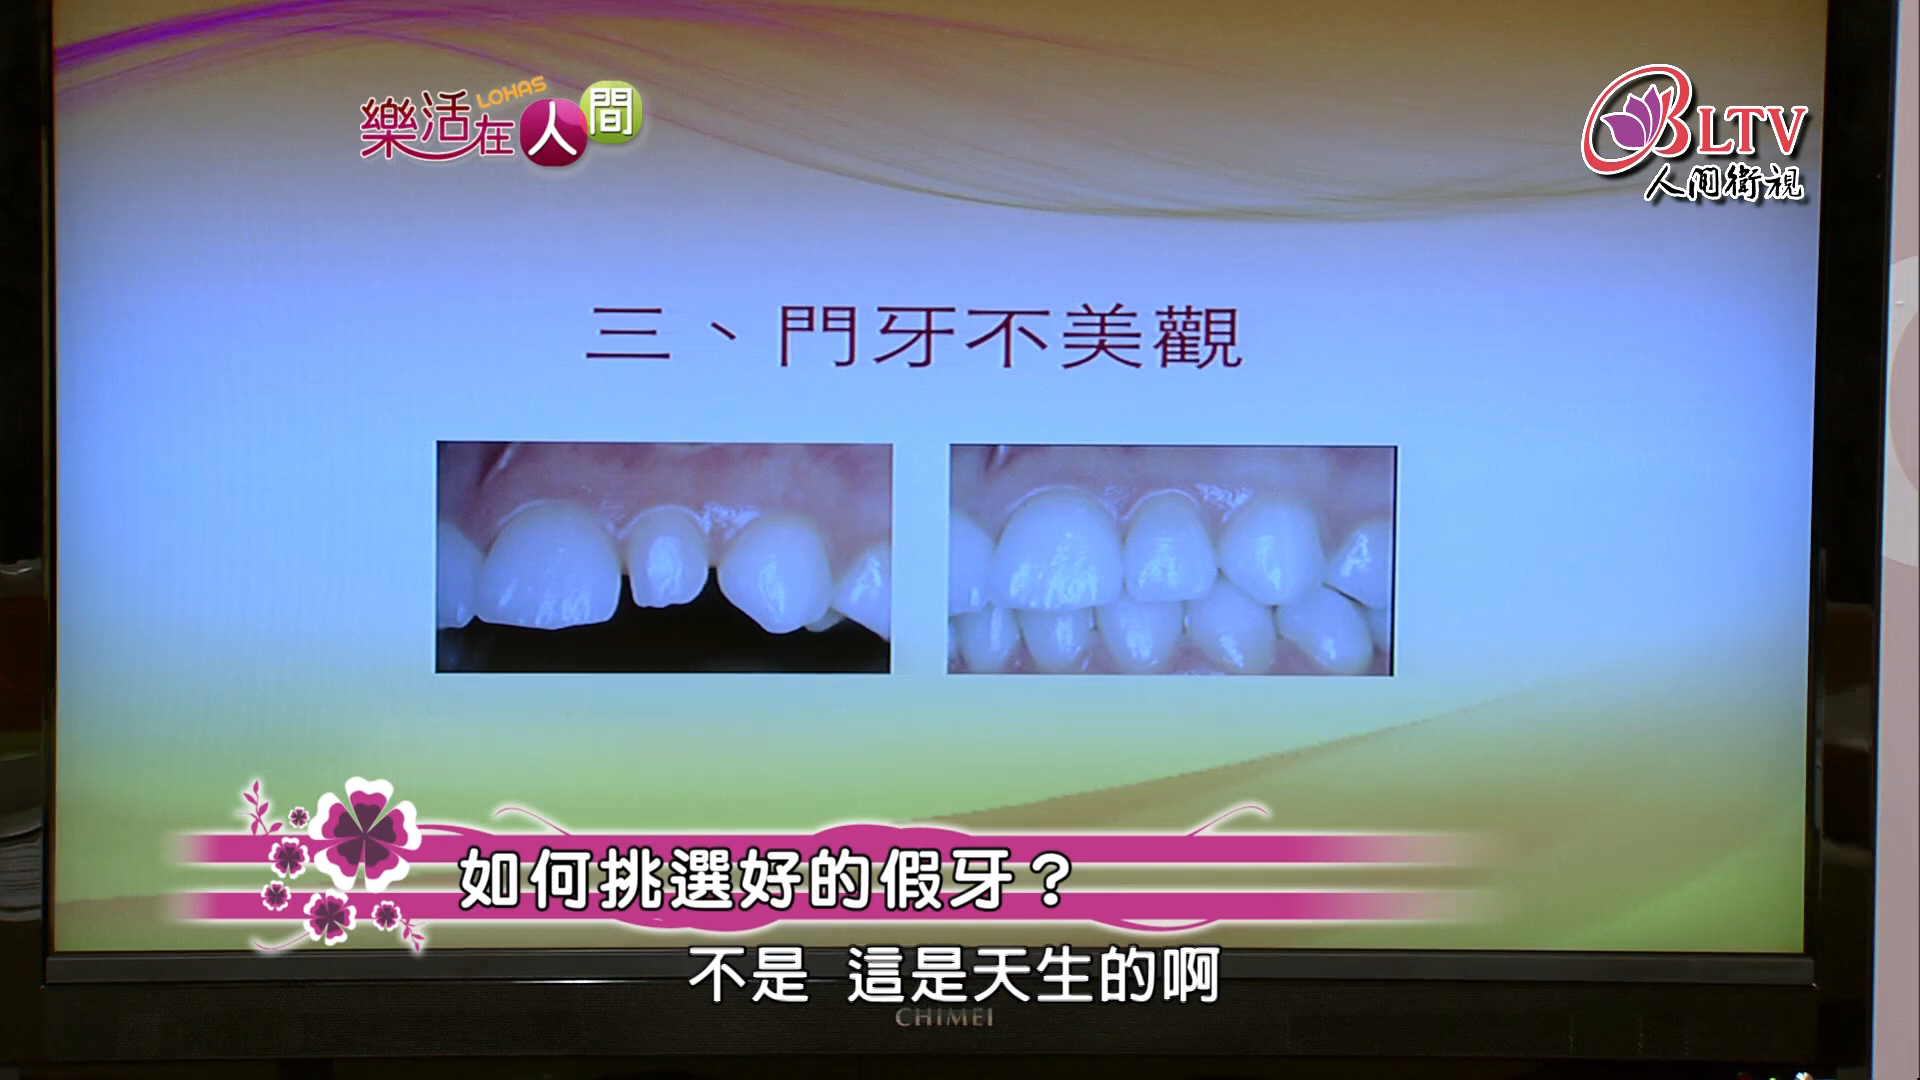 樂活在人間
LOHAS
BLTV
人間衛視
三、門牙不美觀
如何挑選好的假牙？
不是 這是天生的啊
CHIMEI